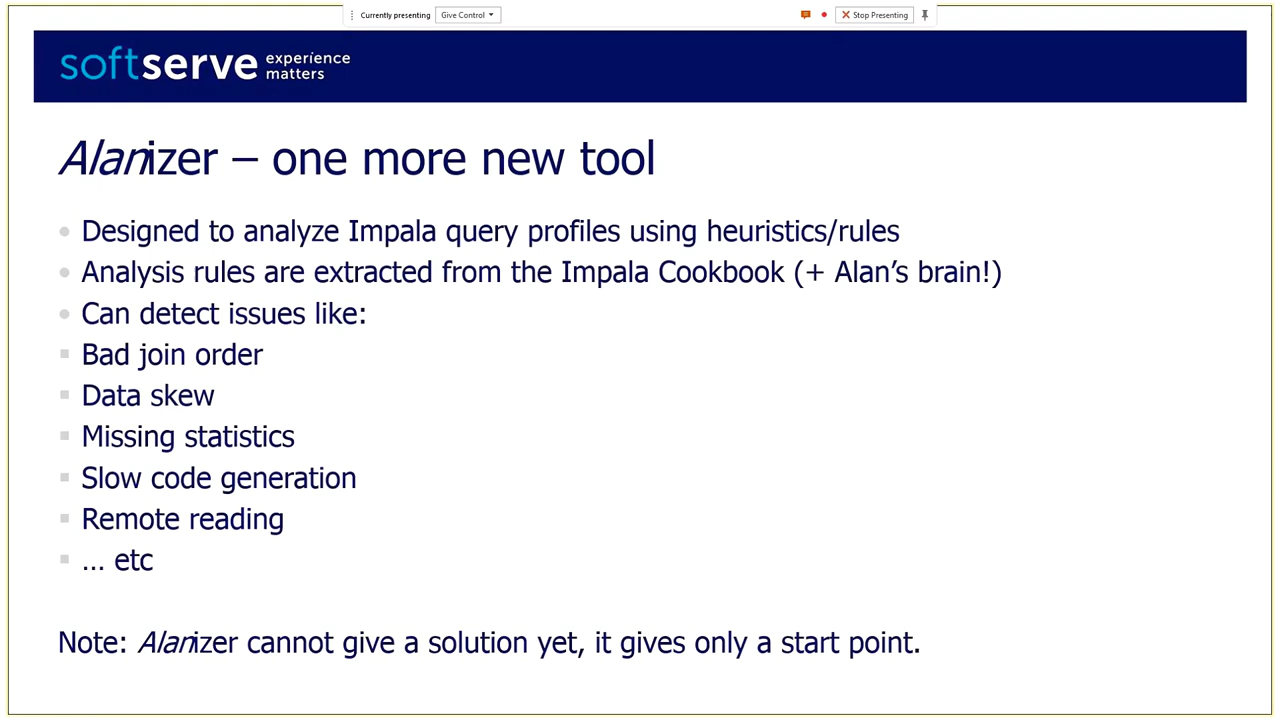 Currently presenting Give Control Stop Presenting
softserve experience matters
Alanizer – one more new tool
Designed to analyze Impala query profiles using heuristics/rules
Analysis rules are extracted from the Impala Cookbook (+ Alan's brain!)
Can detect issues like:
Bad join order
Data skew
Missing statistics
Slow code generation
Remote reading
... etc
Note: Alanizer cannot give a solution yet, it gives only a start point.